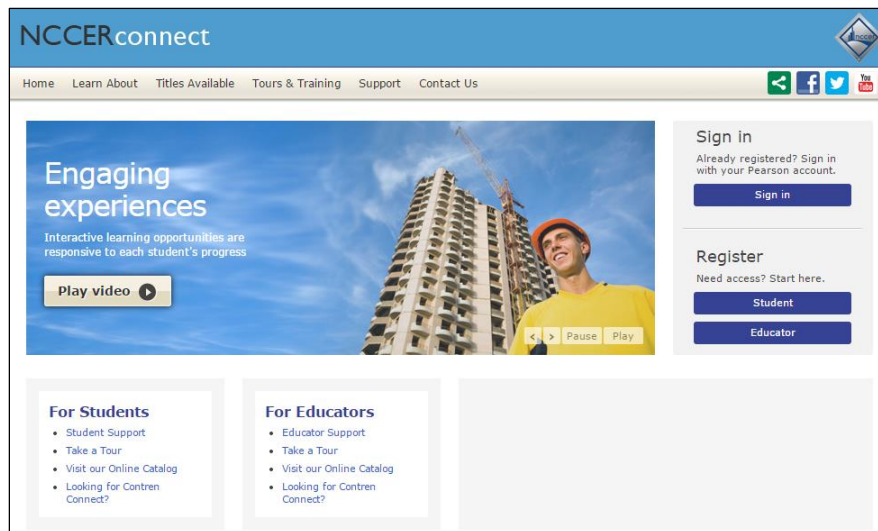 NCCERconnect
nccer
Home Learn About Titles Available Tours & Training Support Contact Us
You
Tube
Engaging
experiences
Interactive learning opportunities are
responsive to each student's progress
Play video
< > Pause Play
Sign in
Already registered? Sign in
with your Pearson account.
Sign in
Register
Need access? Start here.
Student
Educator
For Students
• Student Support
• Take a Tour
• Visit our Online Catalog
• Looking for Contren
Connect?
For Educators
• Educator Support
• Take a Tour
• Visit our Online Catalog
• Looking for Contren
Connect?